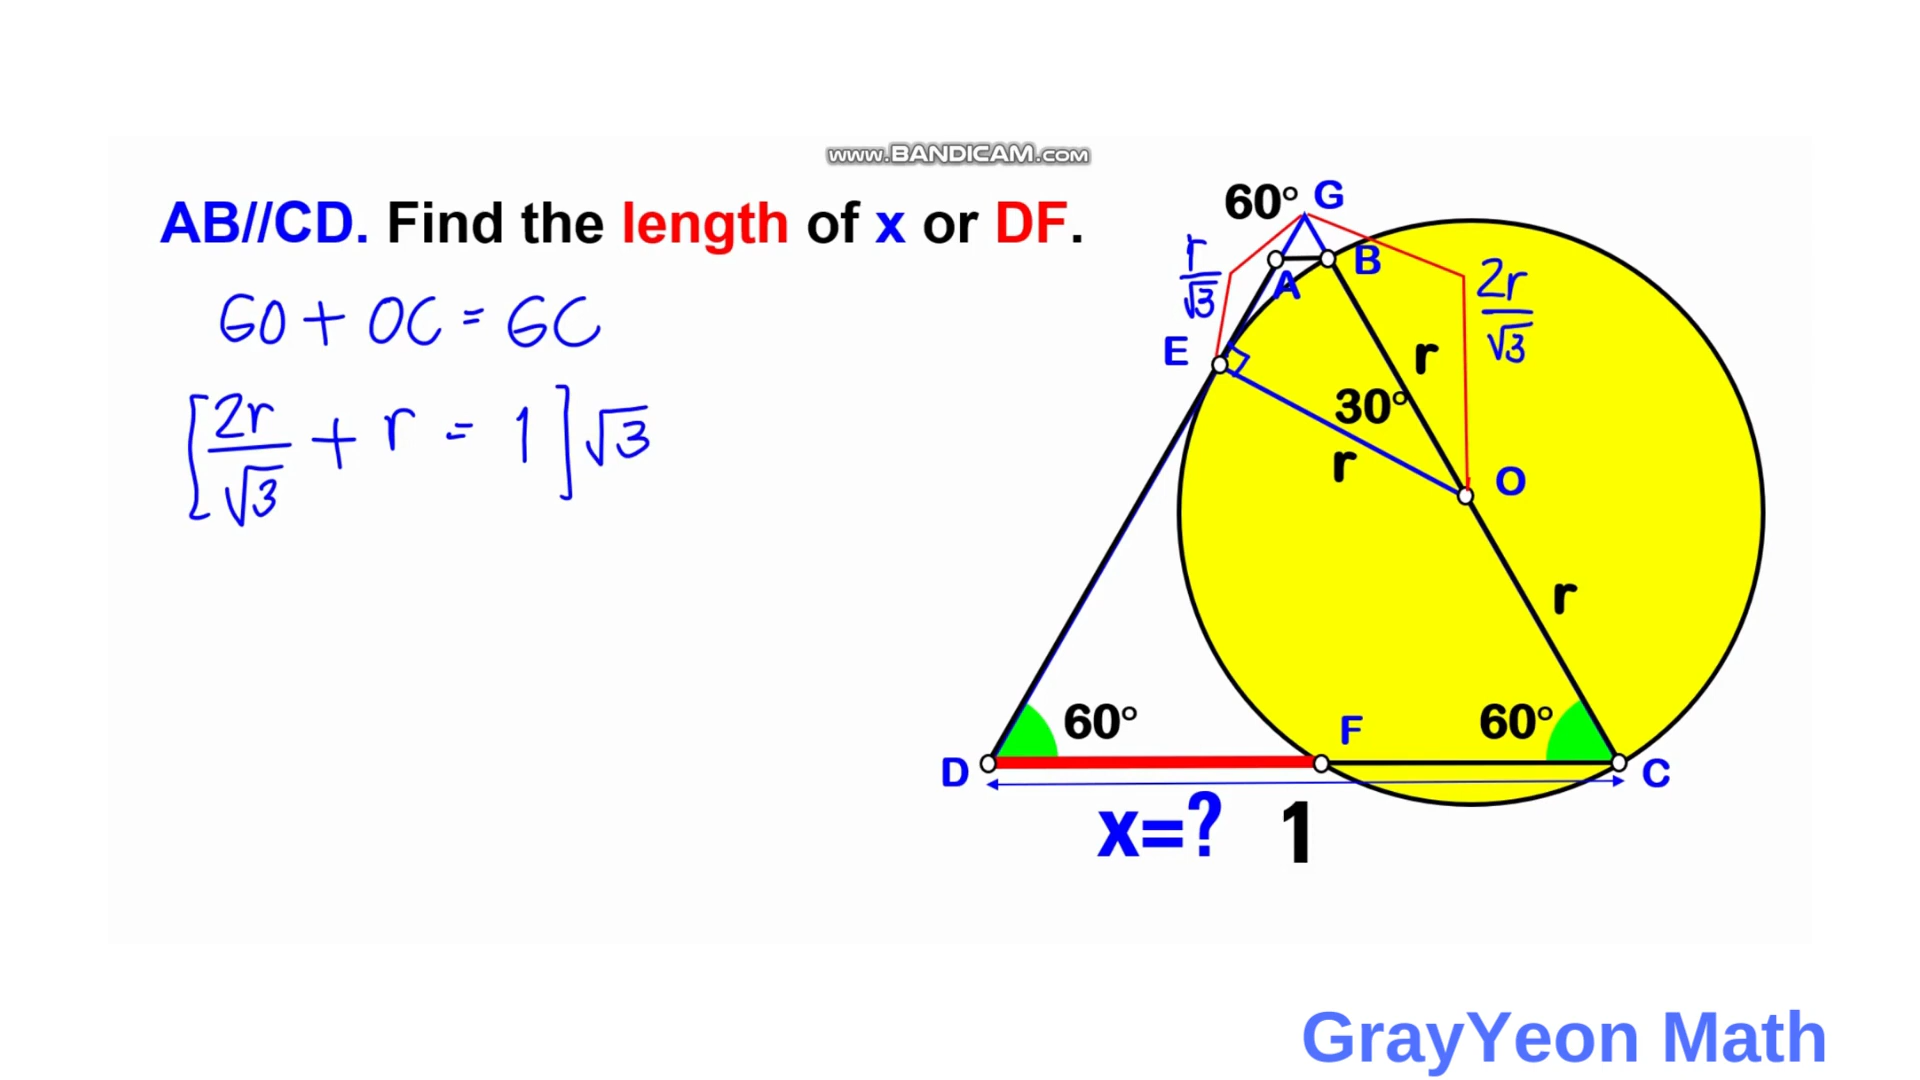 www.BANDICAM.com
AB//CD. Find the length of x or DF.
GO + OC = GC
[2r/√3 + r = 1]√3
60° G
r/√3
A
B
2r/√3
E
r
30°
r
O
r
60°
F
60°
D
C
x=? 1
GrayYeon Math